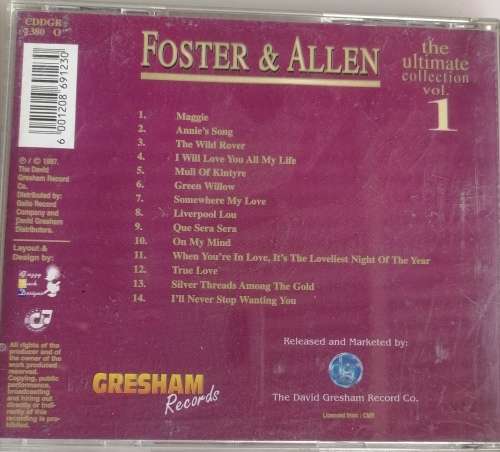 CDDGR
1380 O
6 001208 691230
FOSTER & ALLEN
the
ultimate
collection
vol.
1
1. Maggie
2. Annie's Song
3. The Wild Rover
4. I Will Love You All My Life
5. Mull Of Kintyre
6. Green Willow
7. Somewhere My Love
8. Liverpool Lou
9. Que Sera Sera
10. On My Mind
11. When You're In Love, It's The Loveliest Night Of The Year
12. True Love
13. Silver Threads Among The Gold
14. I'll Never Stop Wanting You
℗ / © 1997.
The David
Gresham Record
Co.
Distributed by:
Gallo Record
Company and
David Gresham
Distributors.
Layout &
Design by:
All rights of the
producer and of
the owner of the
work produced
reserved.
Copying, public
performance,
broadcasting
and hiring out
directly or indi-
rectly of this
recording is pro-
hibited.
GRESHAM
Records
Released and Marketed by:
The David Gresham Record Co.
Licensed from : CMR